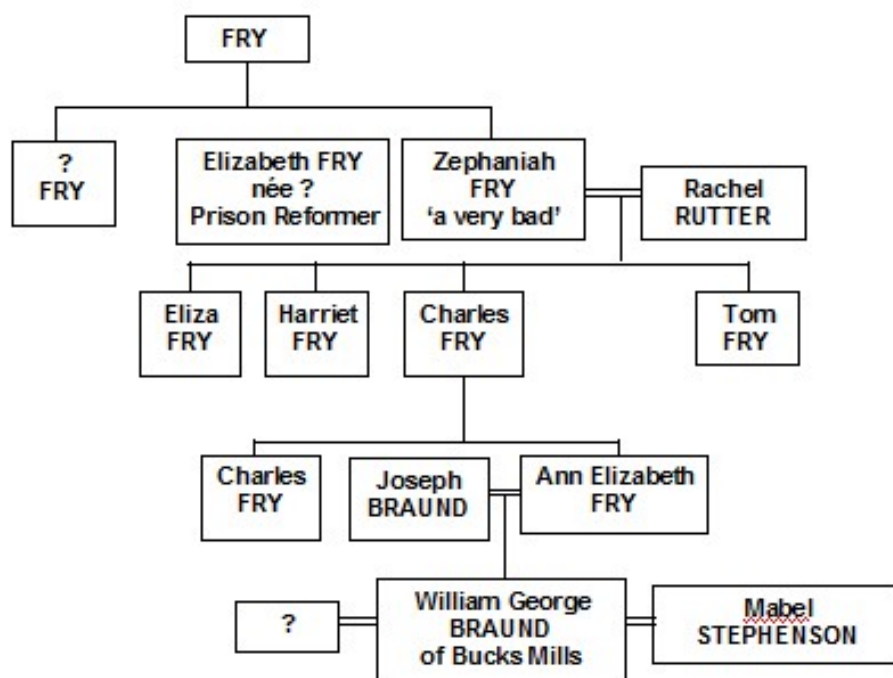 FRY
?
FRY
Elizabeth FRY
née ?
Prison Reformer
Zephaniah
FRY
‘a very bad’
Rachel
RUTTER
Eliza
FRY
Harriet
FRY
Charles
FRY
Tom
FRY
Charles
FRY
Joseph
BRAUND
Ann Elizabeth
FRY
?
William George
BRAUND
of Bucks Mills
Mabel
STEPHENSON